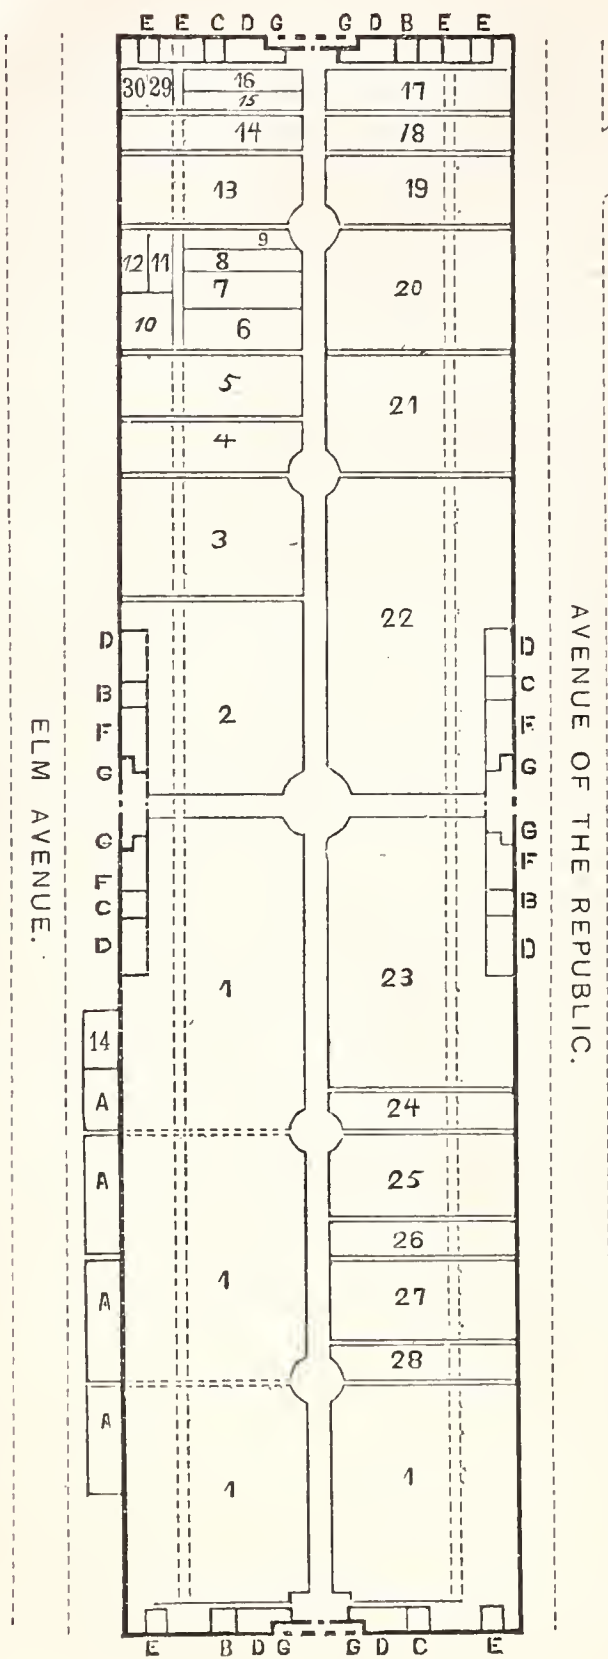 E E C D G G D B E E
30 29 16 17
15
14 18
13 19
9
12 11 8
7 20
10 6
5 21
4
3
22
D D
B C
2
F F
G G
G G
F F
C B
D D
1 23
14
A 24
A 25
26
1 27
A
28
A
1 1
E B D G G D C E
ELM AVENUE.
AVENUE OF THE REPUBLIC.